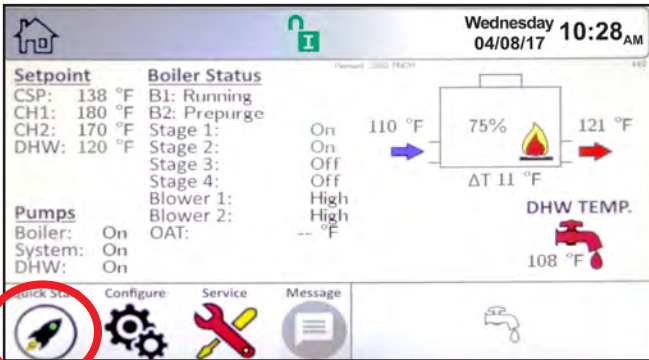 Wednesday 10:28 AM
04/08/17
Setpoint
CSP: 138 °F
CH1: 180 °F
CH2: 170 °F
DHW: 120 °F
Boiler Status
B1: Running
B2: Prepurge
Stage 1: On
Stage 2: On
Stage 3: Off
Stage 4: Off
Blower 1: High
Blower 2: High
OAT: -- °F
Pumps
Boiler: On
System: On
DHW: On
110 °F
75%
121 °F
ΔT 11 °F
DHW TEMP.
108 °F
Quick Sta
Configure
Service
Message